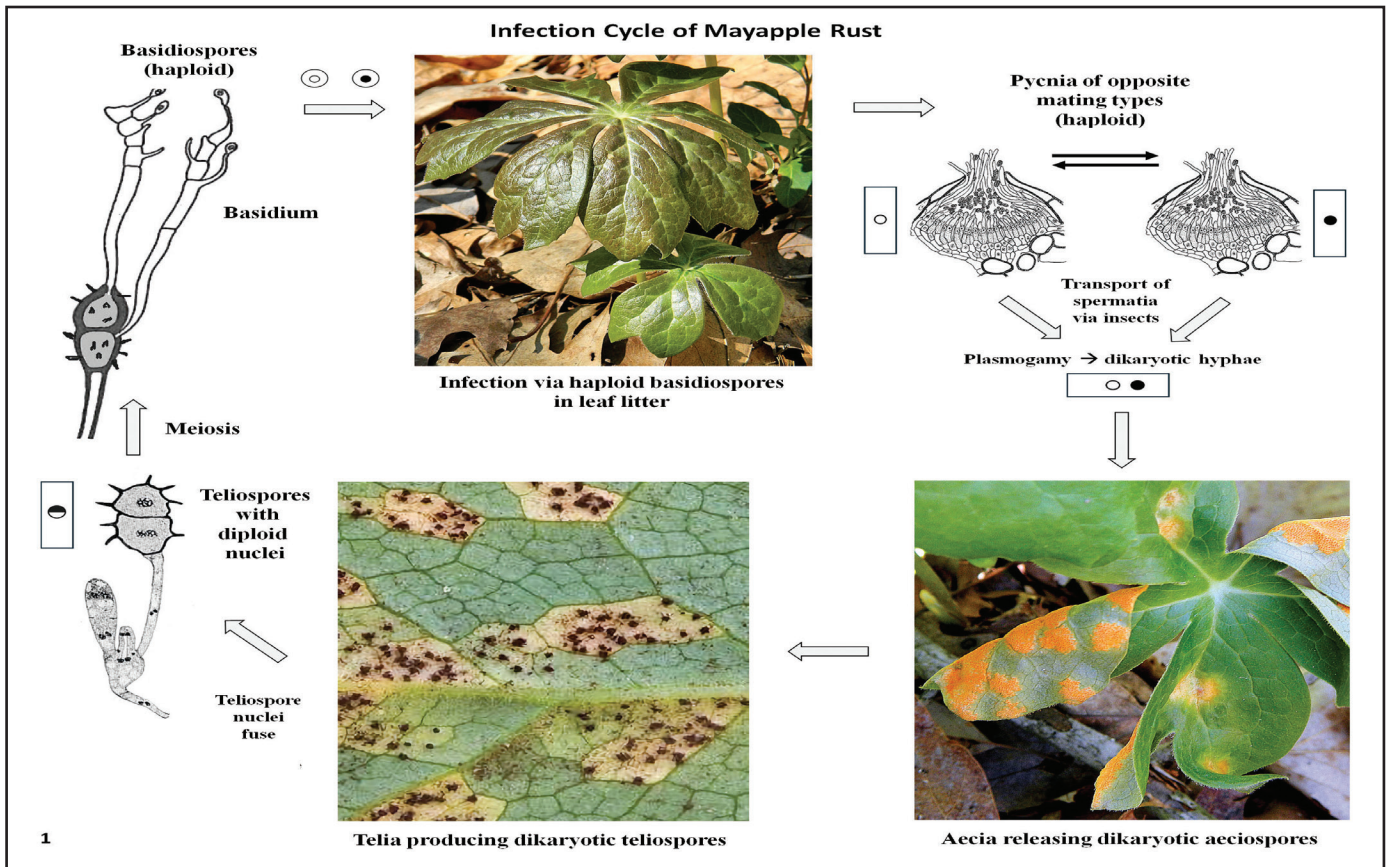 Infection Cycle of Mayapple Rust
Basidiospores
(haploid)
Basidium
Infection via haploid basidiospores
in leaf litter
Pycnia of opposite
mating types
(haploid)
Transport of
spermatia
via insects
Plasmogamy → dikaryotic hyphae
Aecia releasing dikaryotic aeciospores
Telia producing dikaryotic teliospores
Teliospore
nuclei
fuse
Teliospores
with
diploid
nuclei
Meiosis
1